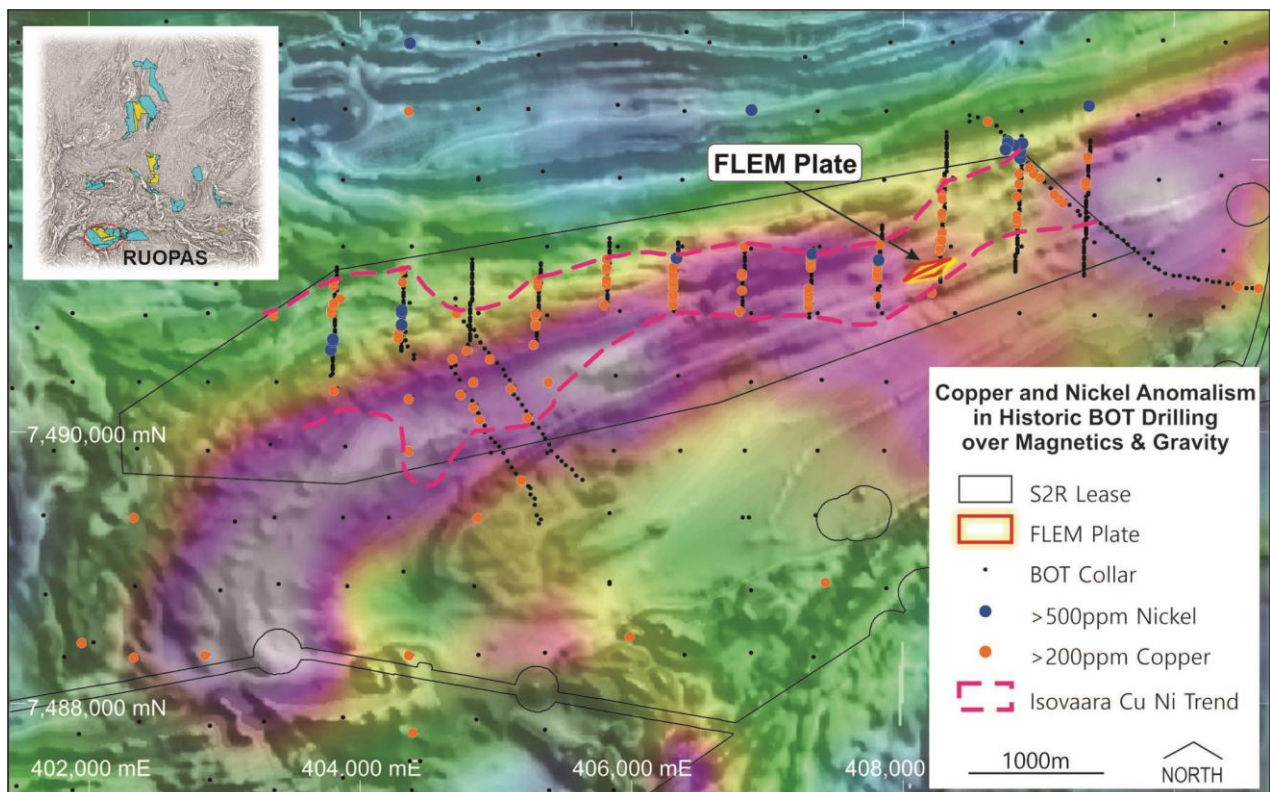 RUOPAS
FLEM Plate
7,490,000 mN
7,488,000 mN
402,000 mE
404,000 mE
406,000 mE
408,000
Copper and Nickel Anomalism
in Historic BOT Drilling
over Magnetics & Gravity
S2R Lease
FLEM Plate
BOT Collar
>500ppm Nickel
>200ppm Copper
Isovaara Cu Ni Trend
1000m
NORTH